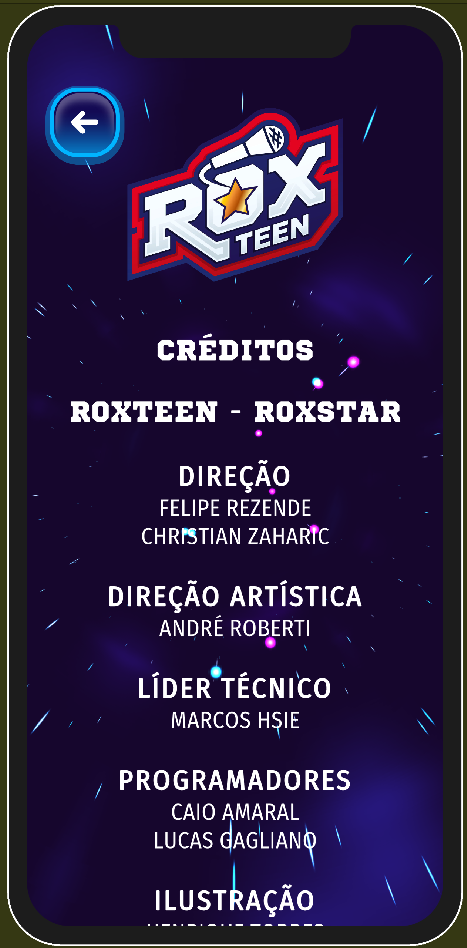 ROX
TEEN
CRÉDITOS
ROXTEEN - ROXSTAR
DIREÇÃO
FELIPE REZENDE
CHRISTIAN ZAHARIC
DIREÇÃO ARTÍSTICA
ANDRÉ ROBERTI
LÍDER TÉCNICO
MARCOS HSIE
PROGRAMADORES
CAIO AMARAL
LUCAS GAGLIANO
ILUSTRAÇÃO